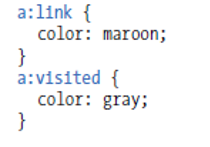 a:link {
  color: maroon;
}
a:visited {
  color: gray;
}